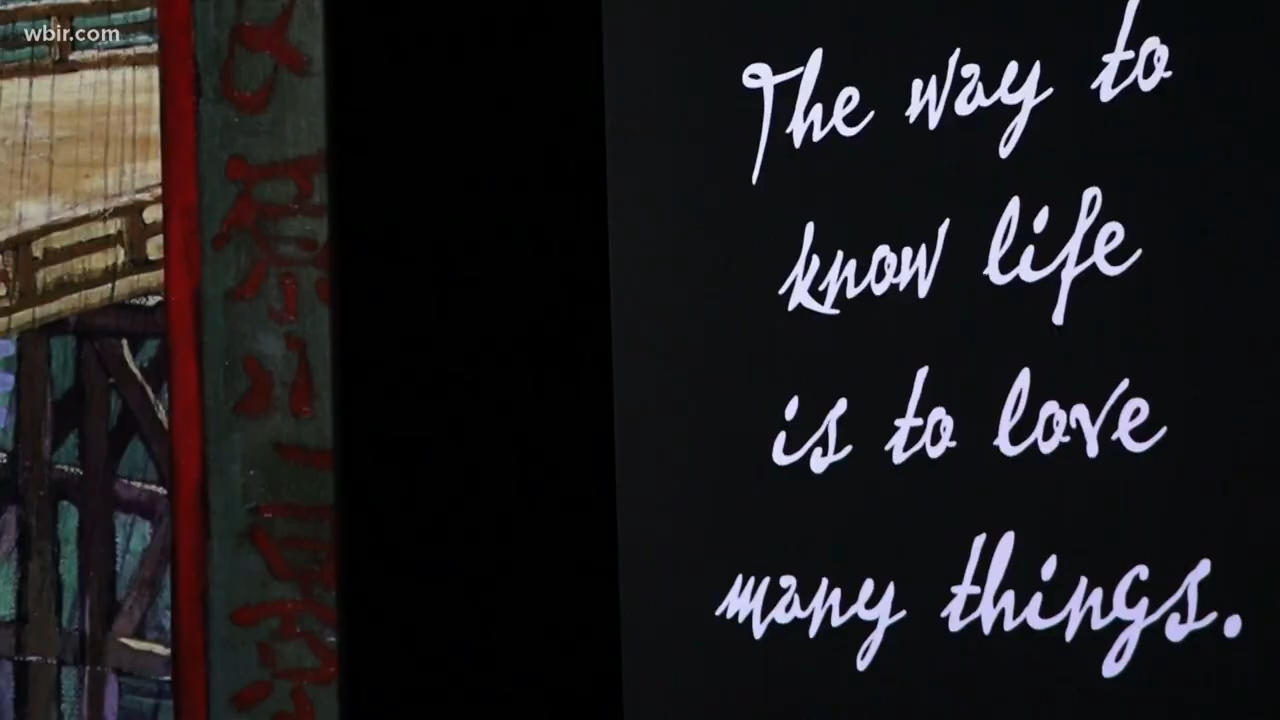 wbir.com
The way to
know life
is to love
many things.